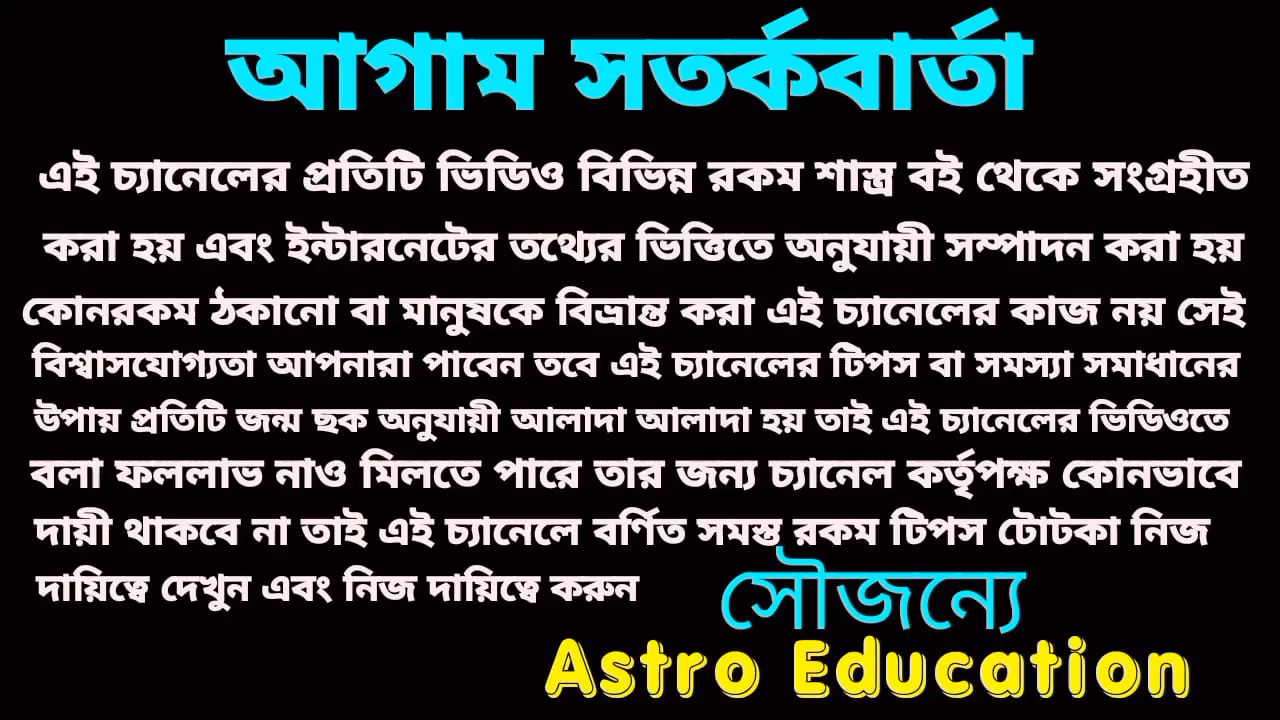 আগাম সতর্কবার্তা
এই চ্যানেলের প্রতিটি ভিডিও বিভিন্ন রকম শাস্ত্র বই থেকে সংগ্রহীত
করা হয় এবং ইন্টারনেটের তথ্যের ভিত্তিতে অনুযায়ী সম্পাদন করা হয়
কোনরকম ঠকানো বা মানুষকে বিভ্রান্ত করা এই চ্যানেলের কাজ নয় সেই
বিশ্বাসযোগ্যতা আপনারা পাবেন তবে এই চ্যানেলের টিপস বা সমস্যা সমাধানের
উপায় প্রতিটি জন্ম ছক অনুযায়ী আলাদা আলাদা হয় তাই এই চ্যানেলের ভিডিওতে
বলা ফললাভ নাও মিলতে পারে তার জন্য চ্যানেল কর্তৃপক্ষ কোনভাবে
দায়ী থাকবে না তাই এই চ্যানেলে বর্ণিত সমস্ত রকম টিপস টোটকা নিজ
দায়িত্বে দেখুন এবং নিজ দায়িত্বে করুন
সৌজন্যে
Astro Education